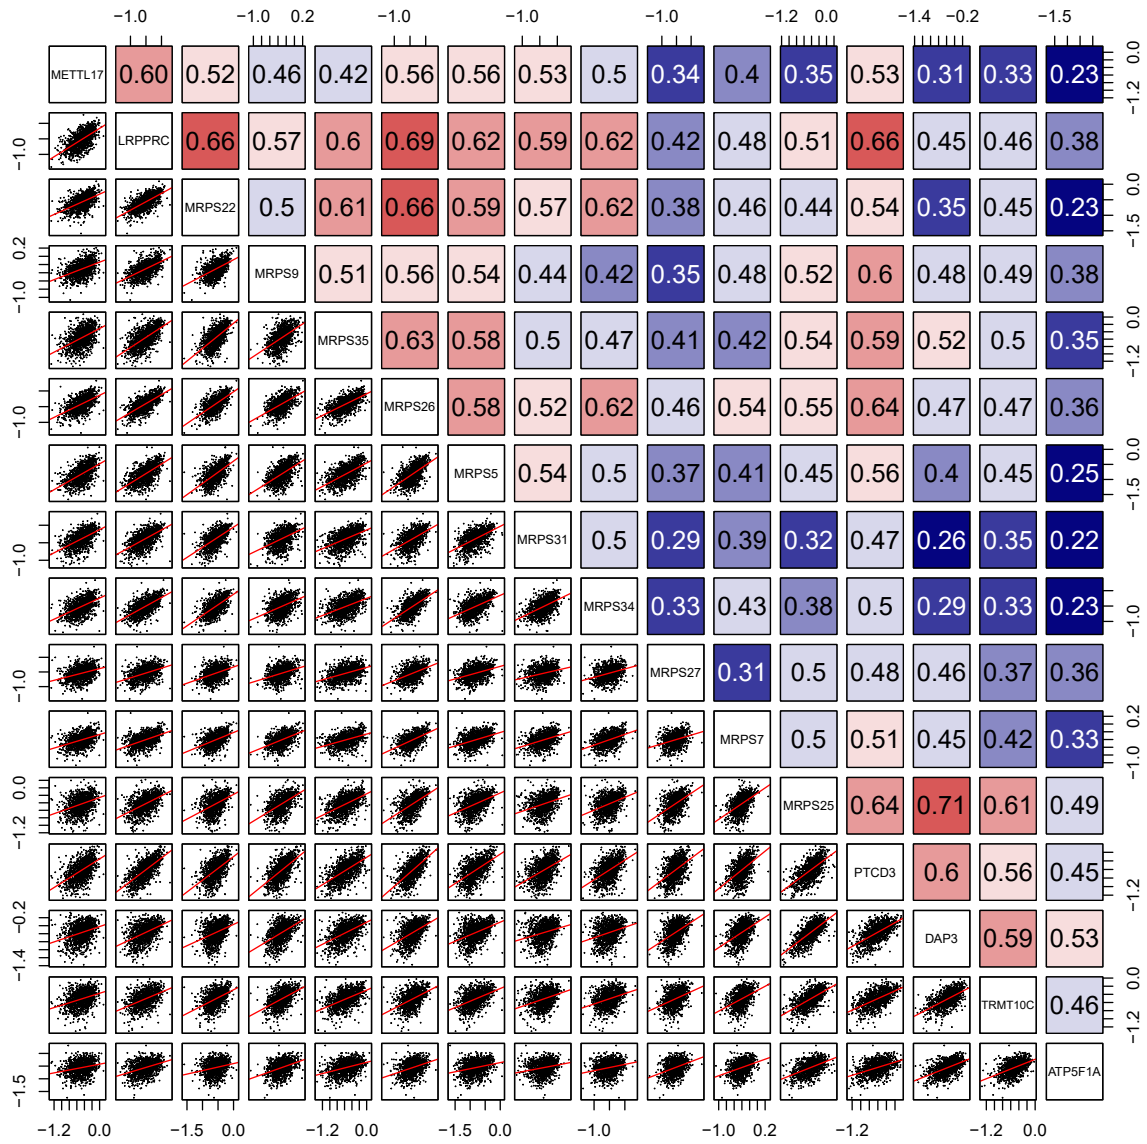 −1.0 −1.0 0.2 −1.0 −1.0 −1.2 0.0 −1.4 −0.2 −1.5
METTL17 0.60 0.52 0.46 0.42 0.56 0.56 0.53 0.5 0.34 0.4 0.35 0.53 0.31 0.33 0.23 −1.2 0.0
−1.0 LRPPRC 0.66 0.57 0.6 0.69 0.62 0.59 0.62 0.42 0.48 0.51 0.66 0.45 0.46 0.38
MRPS22 0.5 0.61 0.66 0.59 0.57 0.62 0.38 0.46 0.44 0.54 0.35 0.45 0.23 −1.5 0.0
−1.0 0.2 MRPS9 0.51 0.56 0.54 0.44 0.42 0.35 0.48 0.52 0.6 0.48 0.49 0.38
MRPS35 0.63 0.58 0.5 0.47 0.41 0.42 0.54 0.59 0.52 0.5 0.35 −1.2 0.0
−1.0 MRPS26 0.58 0.52 0.62 0.46 0.54 0.55 0.64 0.47 0.47 0.36
MRPS5 0.54 0.5 0.37 0.41 0.45 0.56 0.4 0.45 0.25 −1.5 0.0
−1.0 MRPS31 0.5 0.29 0.39 0.32 0.47 0.26 0.35 0.22
MRPS34 0.33 0.43 0.38 0.5 0.29 0.33 0.23 −1.0
−1.0 MRPS27 0.31 0.5 0.48 0.46 0.37 0.36
MRPS7 0.5 0.51 0.45 0.42 0.33 −1.0 0.2
−1.2 0.0 MRPS25 0.64 0.71 0.61 0.49
PTCD3 0.6 0.56 0.45 −1.2
−1.4 −0.2 DAP3 0.59 0.53
TRMT10C 0.46 −1.2 0.0
−1.5 ATP5F1A
−1.2 0.0 −1.5 0.0 −1.2 0.0 −1.5 0.0 −1.0 −1.0 0.2 −1.2 −1.2 0.0